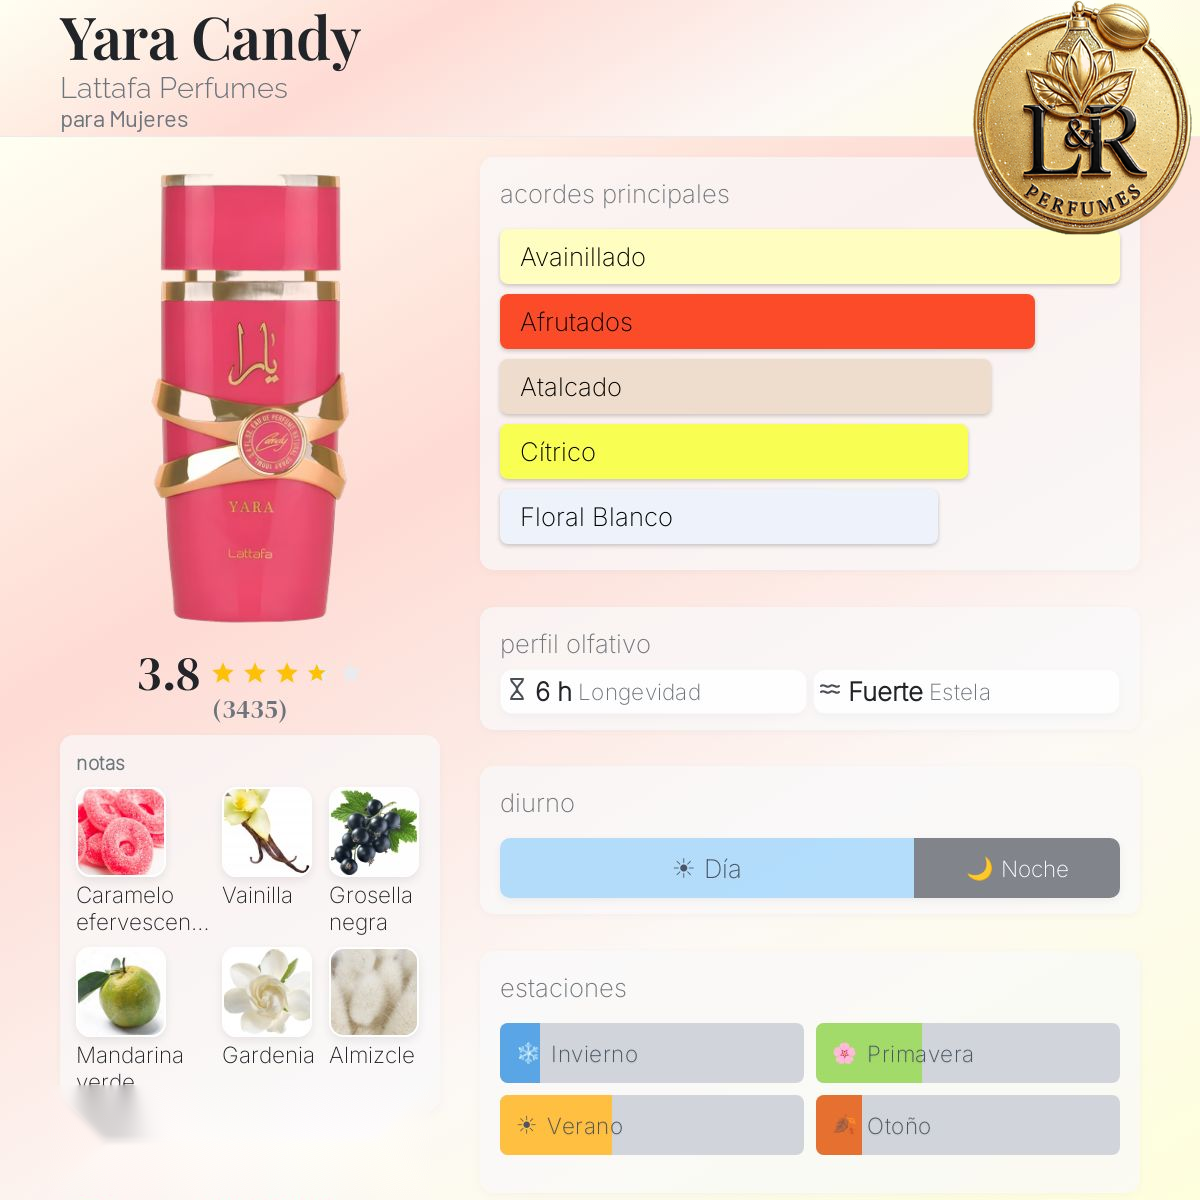 Yara Candy
Lattafa Perfumes
para Mujeres
L&R
PERFUMES
يارا
Candy
YARA
Lattafa
3.8
(3435)
notas
Caramelo
efervescen...
Vainilla
Grosella
negra
Mandarina
verde
Gardenia
Almizcle
acordes principales
Avainillado
Afrutados
Atalcado
Cítrico
Floral Blanco
perfil olfativo
6 h Longevidad
Fuerte Estela
diurno
Día
Noche
estaciones
Invierno
Primavera
Verano
Otoño